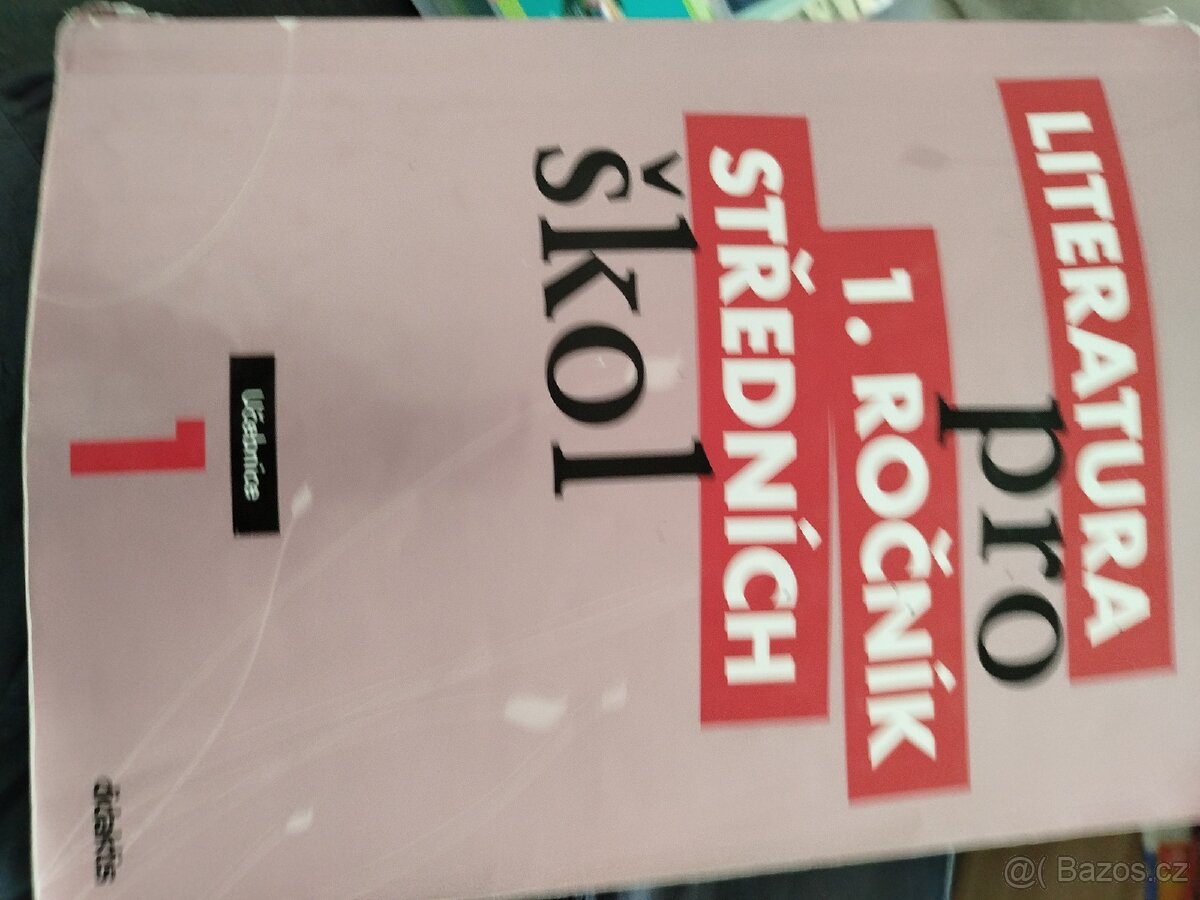 LITERATURA
pro
1. ROČNÍK
STŘEDNÍCH
škol
Učebnice
1
didaktis
@( Bazos.cz